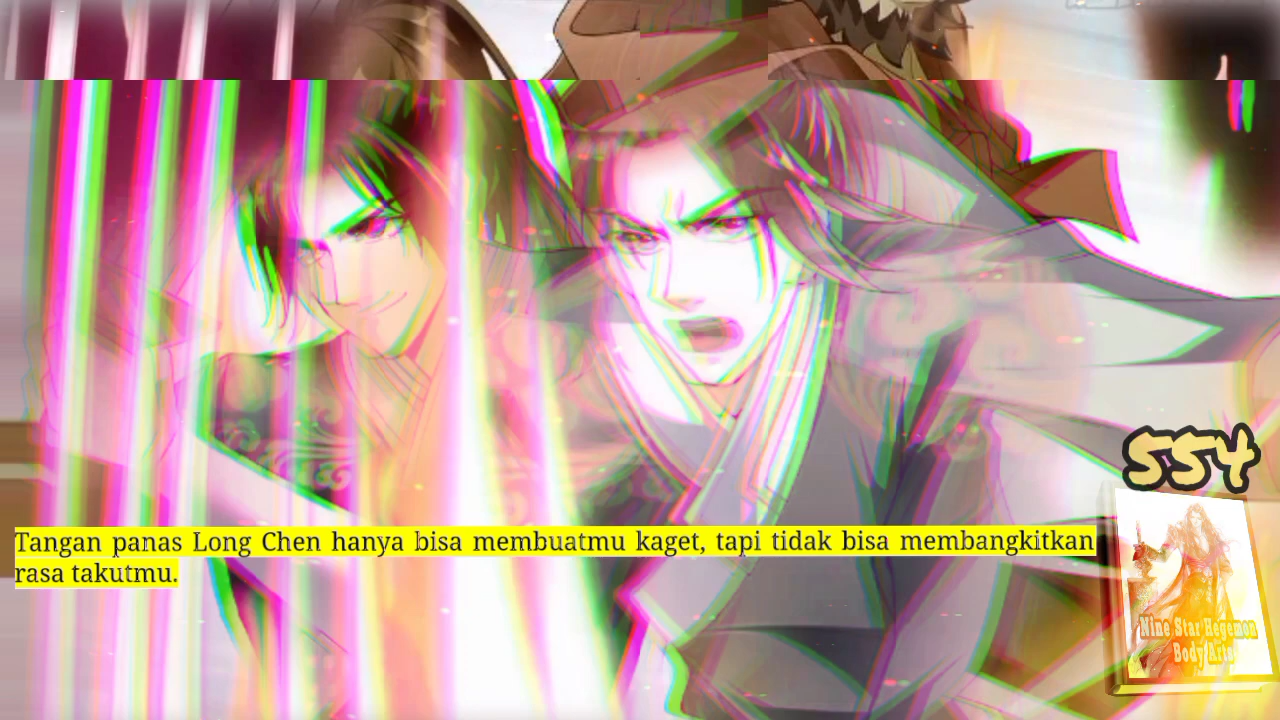 554
Tangan panas Long Chen hanya bisa membuatmu kaget, tapi tidak bisa membangkitkan
rasa takutmu.
Nine Star Hegemon
Body Arts